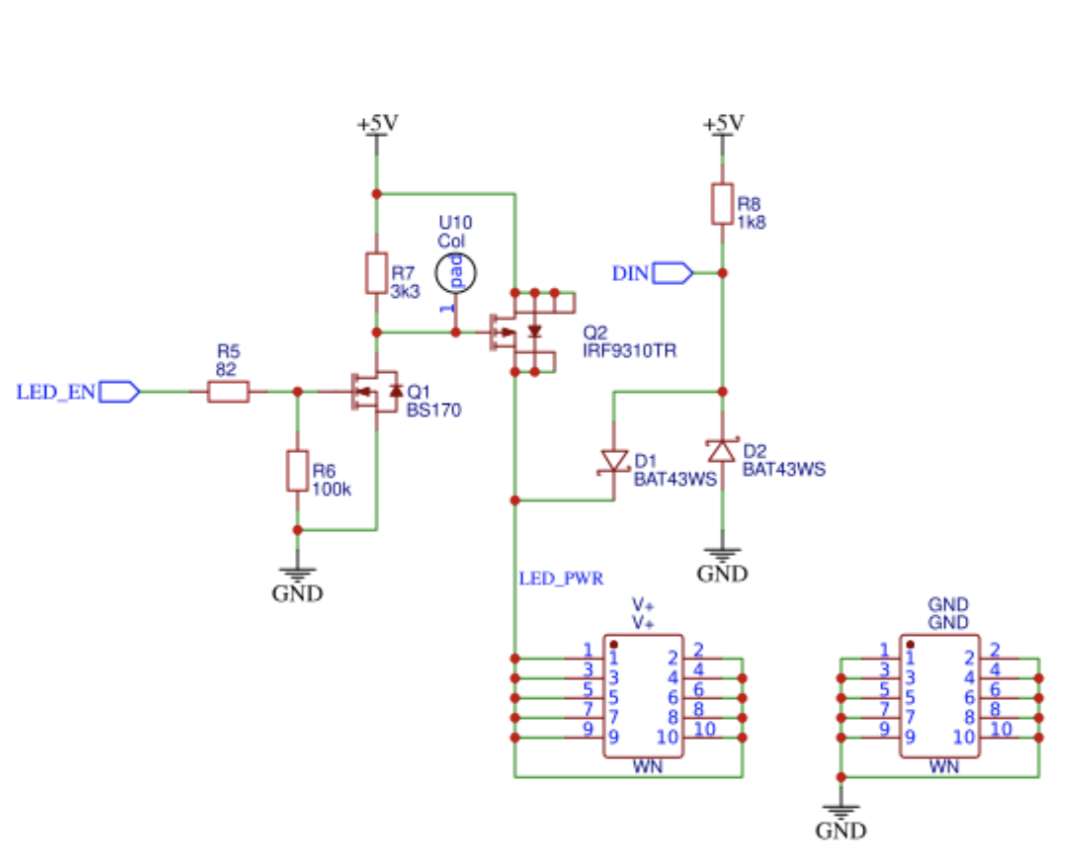 +5V
+5V
U10
Col
pad
1
R8
1k8
R7
3k3
DIN
Q2
IRF9310TR
R5
82
LED_EN
Q1
BS170
R6
100k
D1
BAT43WS
D2
BAT43WS
GND
GND
LED_PWR
V+
V+
1 1 2 2
3 3 4 4
5 5 6 6
7 7 8 8
9 9 10 10
WN
GND
GND
1 1 2 2
3 3 4 4
5 5 6 6
7 7 8 8
9 9 10 10
WN
GND